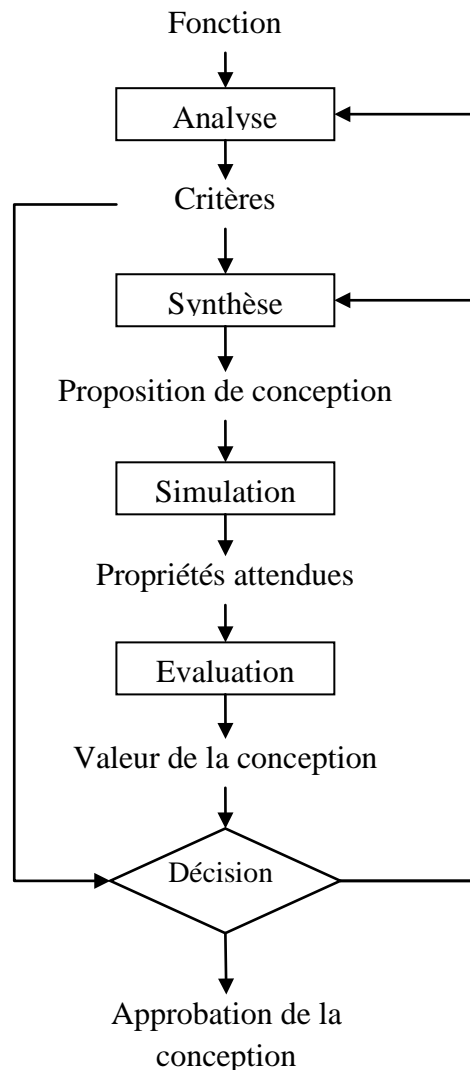 Fonction
Analyse
Critères
Synthèse
Proposition de conception
Simulation
Propriétés attendues
Evaluation
Valeur de la conception
Décision
Approbation de la
conception